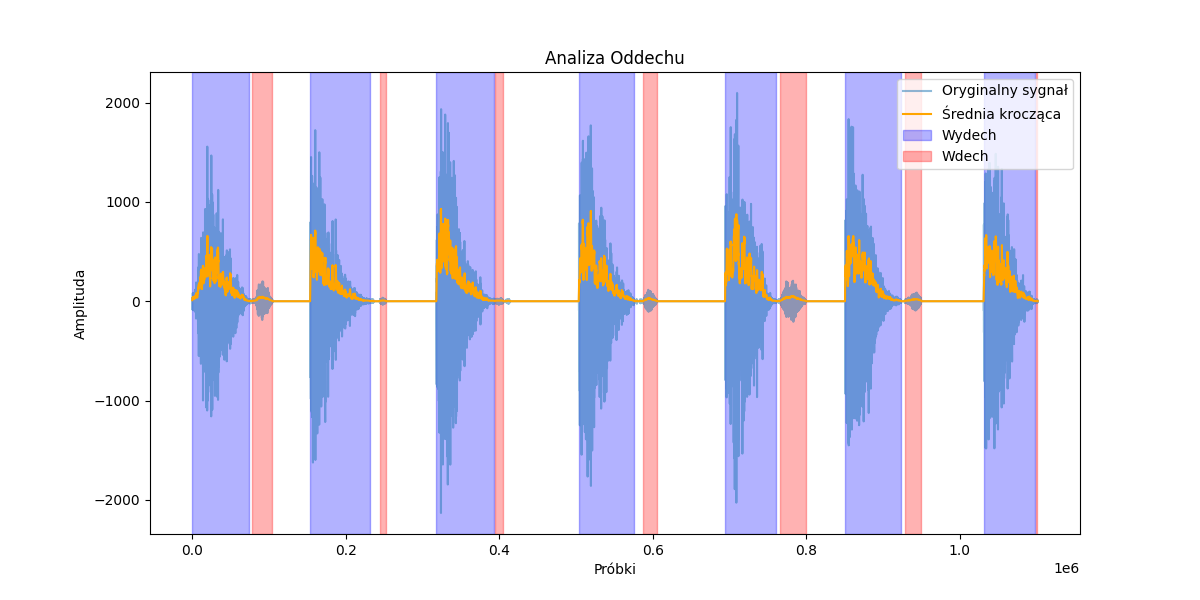 Analiza Oddechu
Oryginalny sygnał
Średnia krocząca
Wydech
Wdech
2000
1000
0
−1000
−2000
Amplituda
0.0 0.2 0.4 0.6 0.8 1.0
1e6
Próbki